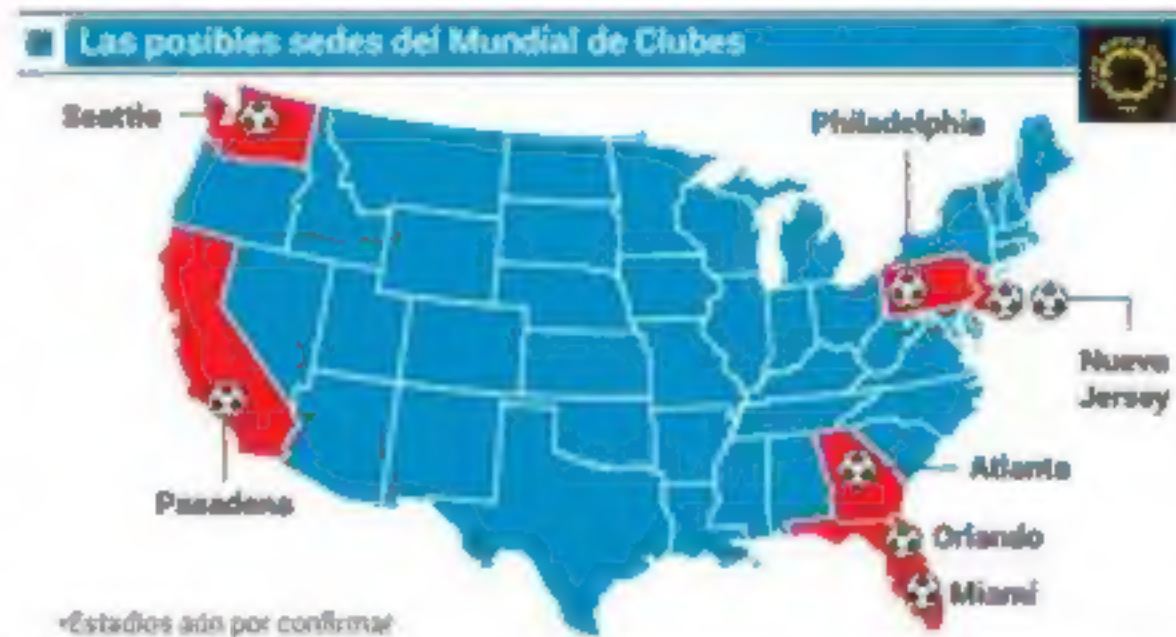 Las posibles sedes del Mundial de Clubes
Seattle
Philadelphia
Nueva
Jersey
Pasadena
Atlanta
Orlando
Miami
*Estadios aún por confirmar